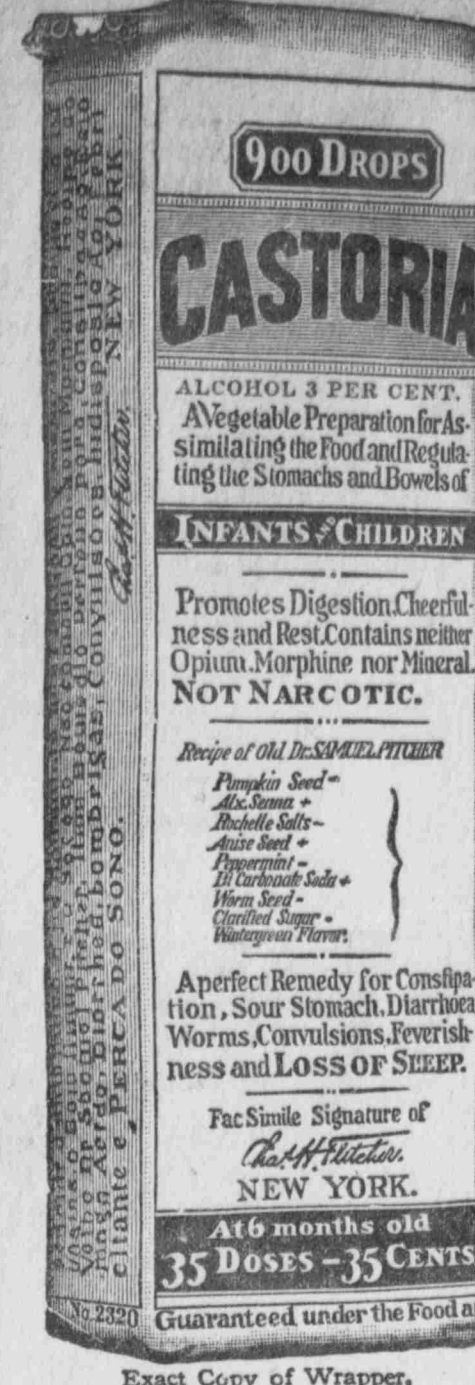 900 DROPS
CASTORIA
ALCOHOL 3 PER CENT.
A Vegetable Preparation for As-
similating the Food and Regula-
ting the Stomachs and Bowels of
INFANTS AND CHILDREN
Promotes Digestion.Cheerful-
ness and Rest.Contains neither
Opium.Morphine nor Mineral.
NOT NARCOTIC.
Recipe of Old Dr. SAMUEL PITCHER
Pumpkin Seed -
Alx. Senna +
Rochelle Salts -
Anise Seed +
Peppermint -
Bi Carbonate Soda +
Worm Seed -
Clarified Sugar -
Wintergreen Flavor.
A perfect Remedy for Constipa-
tion, Sour Stomach, Diarrhoea
Worms, Convulsions, Feverish-
ness and LOSS OF SLEEP.
Fac Simile Signature of
Chas. H. Fletcher.
NEW YORK.
At 6 months old
35 DOSES - 35 CENTS
Guaranteed under the Food a
Chas. H. Fletcher.
NEW YORK.
citante e PERCA DO SONO.
No. 2320
Exact Copy of Wrapper.